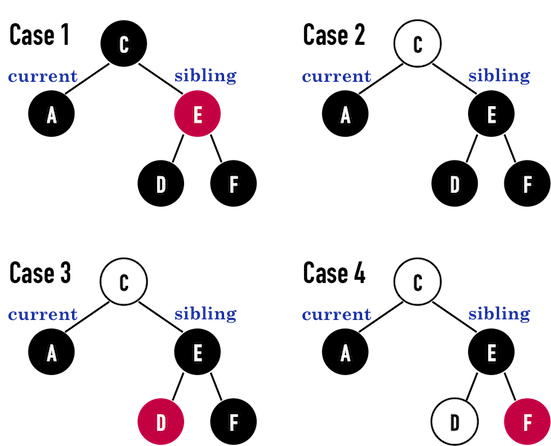 Case 1
C
current
sibling
A
E
D
F
Case 2
C
current
sibling
A
E
D
F
Case 3
C
current
sibling
A
E
D
F
Case 4
C
current
sibling
A
E
D
F